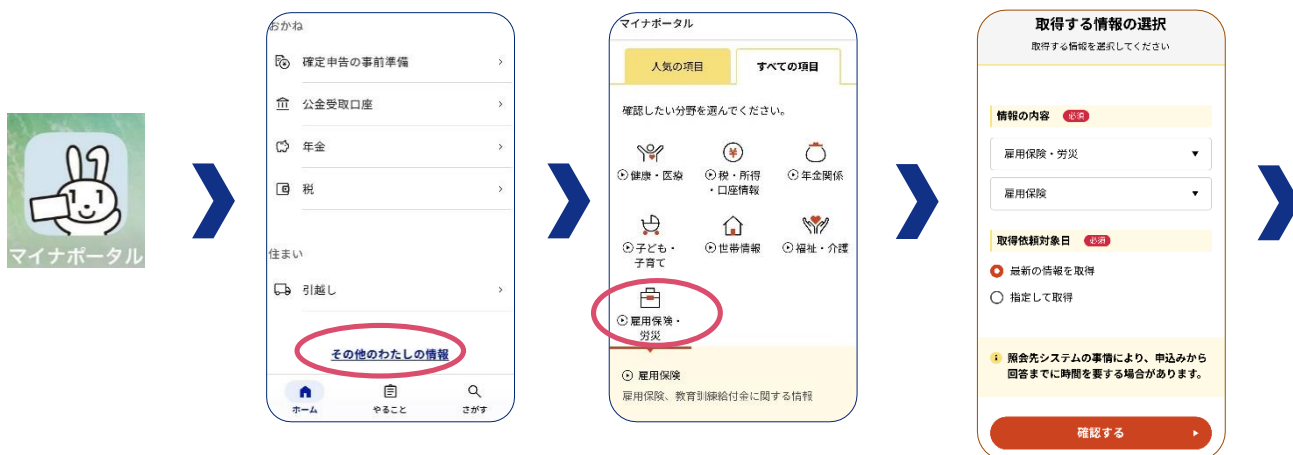 マイナポータル
おかね
確定申告の事前準備
公金受取口座
年金
税
住まい
引越し
その他のわたしの情報
ホーム
やること
さがす
マイナポータル
人気の項目
すべての項目
確認したい分野を選んでください。
健康・医療
税・所得
・口座情報
年金関係
子ども・
子育て
世帯情報
福祉・介護
雇用保険・
労災
雇用保険
雇用保険、教育訓練給付金に関する情報
取得する情報の選択
取得する情報を選択してください
情報の内容 必須
雇用保険・労災
雇用保険
取得依頼対象日 必須
最新の情報を取得
指定して取得
照会先システムの事情により、申込みから
回答までに時間を要する場合があります。
確認する